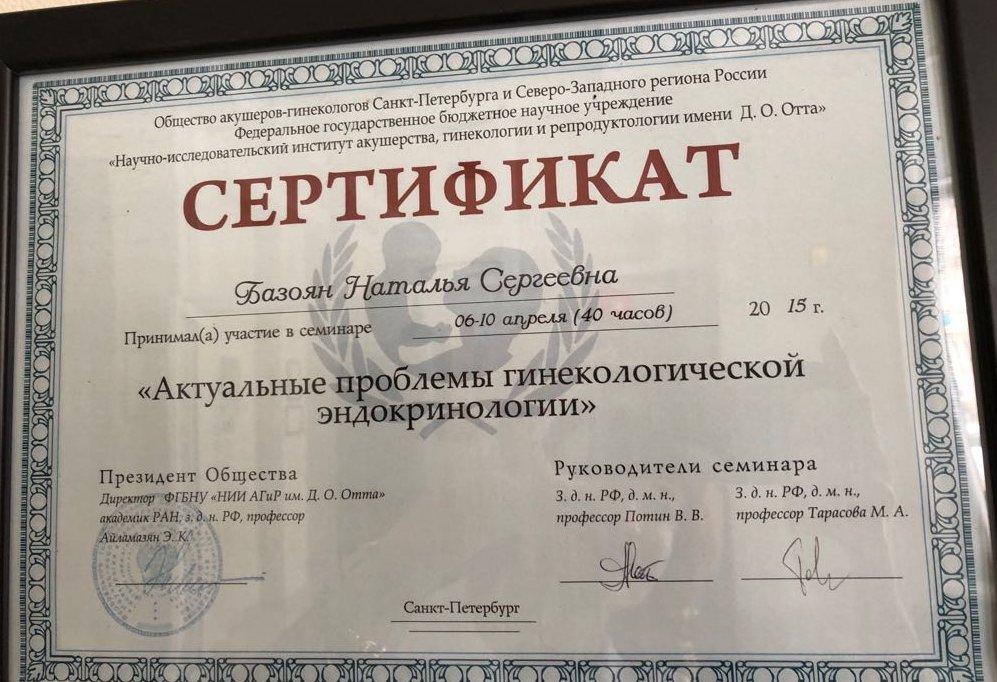 Общество акушеров-гинекологов Санкт-Петербурга и Северо-Западного региона России
Федеральное государственное бюджетное научное учреждение
«Научно-исследовательский институт акушерства, гинекологии и репродуктологии имени Д. О. Отта»
СЕРТИФИКАТ
Базоян Наталья Сергеевна
Принимал(а) участие в семинаре 06-10 апреля (40 часов) 20 15 г.
«Актуальные проблемы гинекологической
эндокринологии»
Президент Общества
Директор ФГБНУ «НИИ АГиР им. Д. О. Отта»
академик РАН, з. д. н. РФ, профессор
Айламазян Э. К.
Руководители семинара
З. д. н. РФ, д. м. н.,
профессор Потин В. В.
З. д. н. РФ, д. м. н.,
профессор Тарасова М. А.
Санкт-Петербург